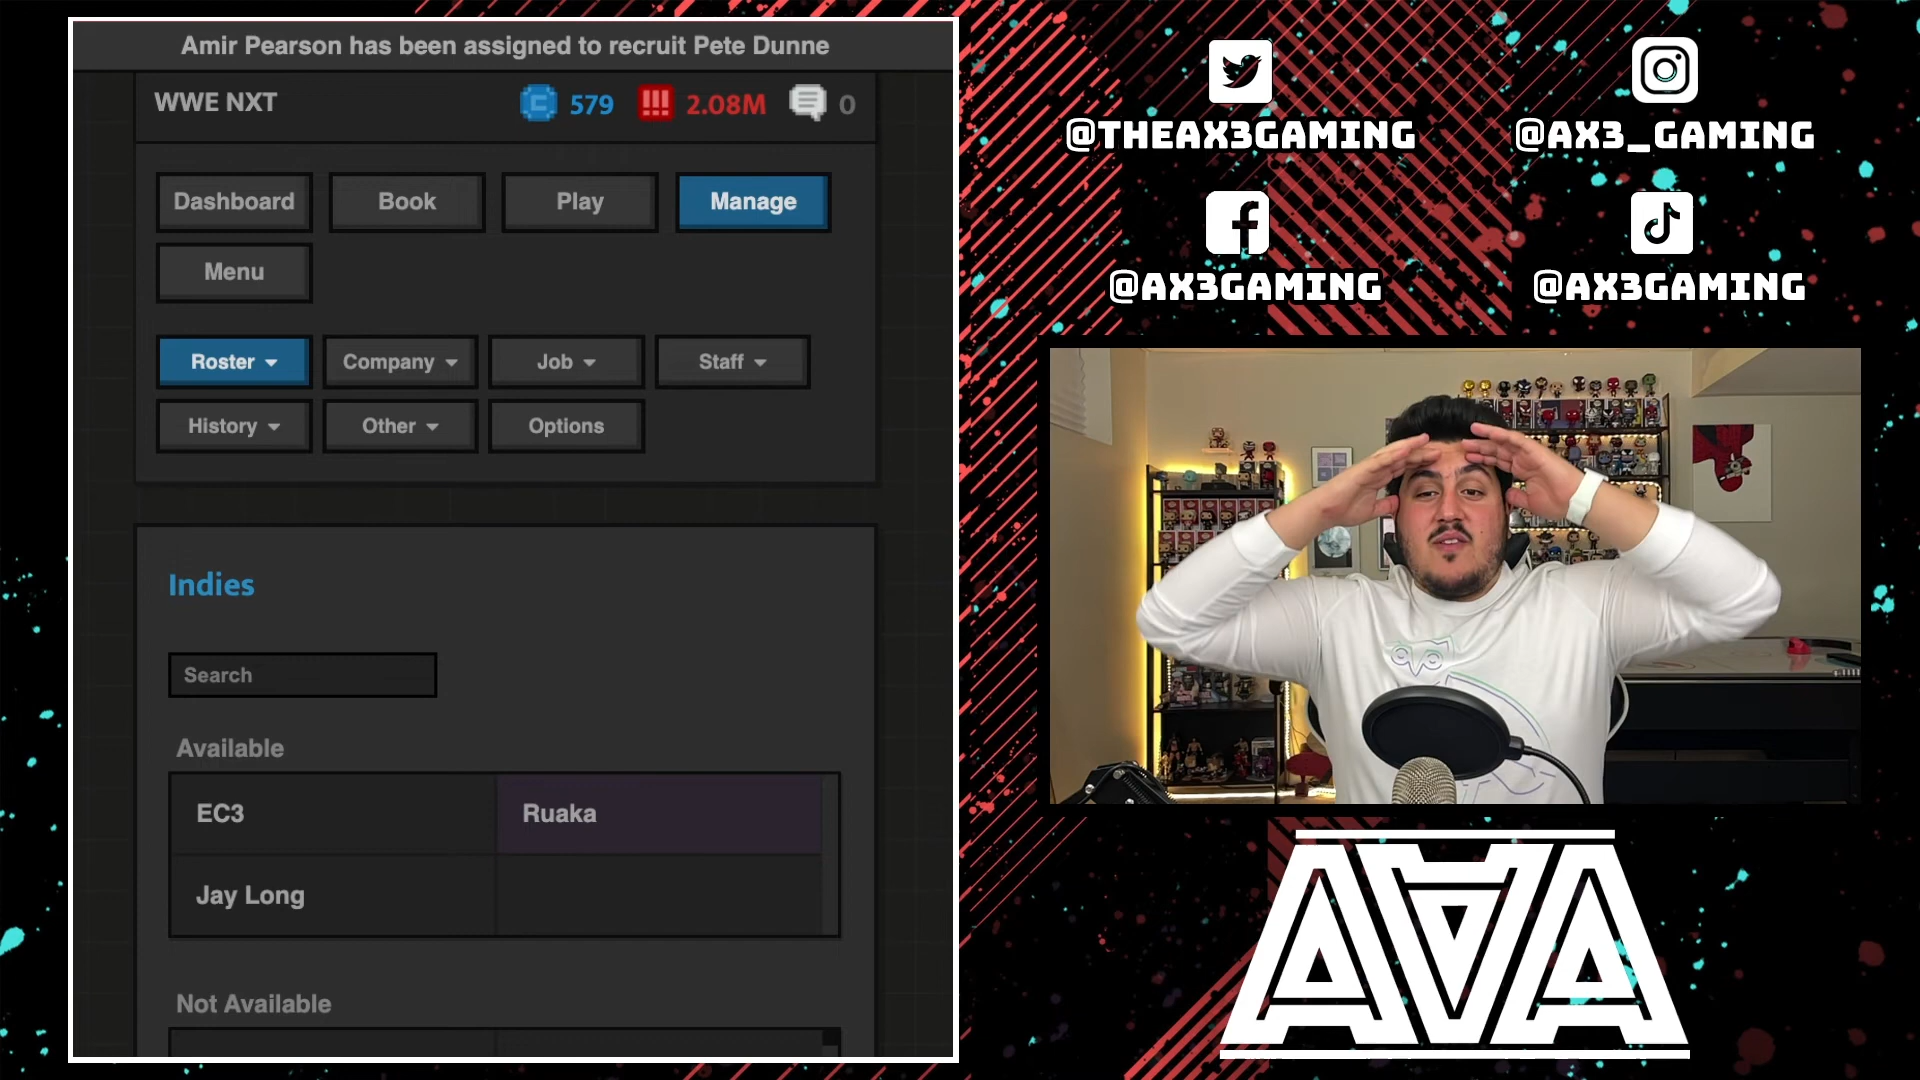 Amir Pearson has been assigned to recruit Pete Dunne
WWE NXT
579
2.08M
0
Dashboard
Book
Play
Manage
Menu
Roster
Company
Job
Staff
History
Other
Options
Indies
Search
Available
EC3
Ruaka
Jay Long
Not Available
@THEAX3GAMING
@AX3_GAMING
@AX3GAMING
@AX3GAMING